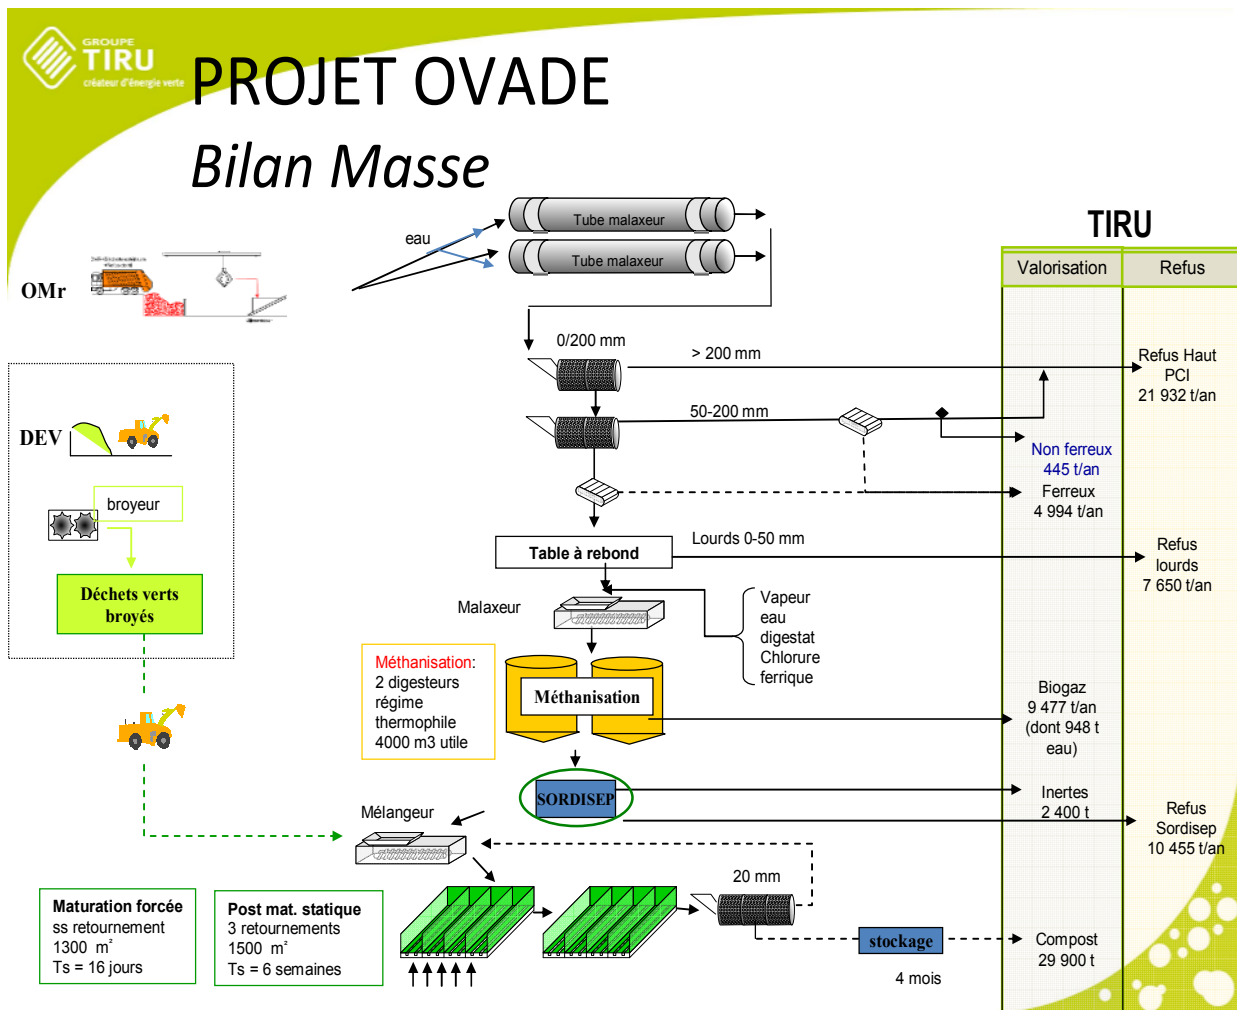 GROUPE
TIRU
créateur d'énergie verte
PROJET OVADE
Bilan Masse
OMr
eau
Tube malaxeur
Tube malaxeur
TIRU
Valorisation
Refus
0/200 mm
> 200 mm
Refus Haut
PCI
21 932 t/an
50-200 mm
DEV
Non ferreux
445 t/an
Ferreux
4 994 t/an
broyeur
Table à rebond
Lourds 0-50 mm
Refus
lourds
7 650 t/an
Déchets verts
broyés
Malaxeur
Vapeur
eau
digestat
Chlorure
ferrique
Méthanisation:
2 digesteurs
régime
thermophile
4000 m3 utile
Méthanisation
Biogaz
9 477 t/an
(dont 948 t
eau)
SORDISEP
Inertes
2 400 t
Refus
Sordisep
10 455 t/an
Mélangeur
20 mm
Maturation forcée
ss retournement
1300 m²
Ts = 16 jours
Post mat. statique
3 retournements
1500 m²
Ts = 6 semaines
stockage
4 mois
Compost
29 900 t